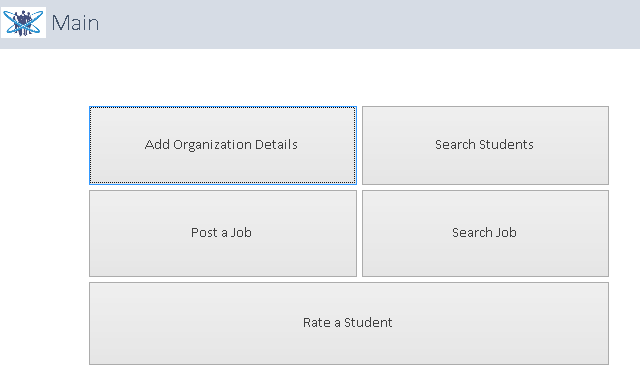 Main
Add Organization Details
Search Students
Post a Job
Search Job
Rate a Student